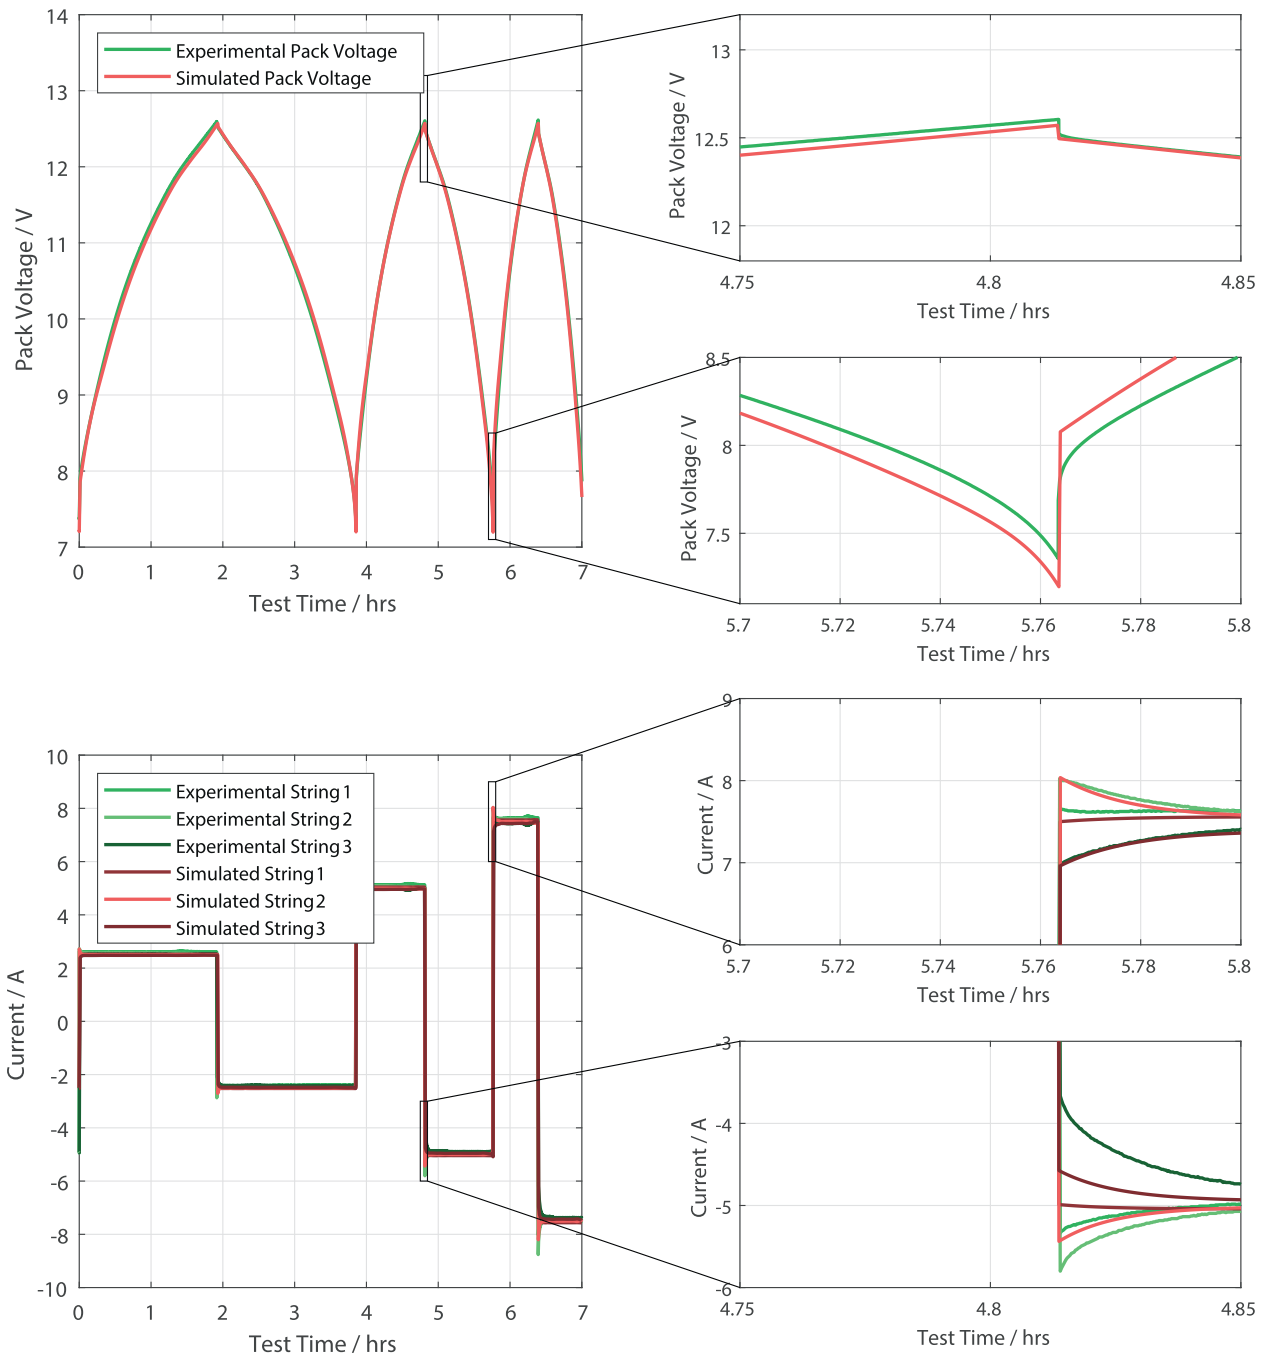 14
13
12
11
10
9
8
7
Pack Voltage / V
Experimental Pack Voltage
Simulated Pack Voltage
0 1 2 3 4 5 6 7
Test Time / hrs
13
12.5
12
Pack Voltage / V
4.75 4.8 4.85
Test Time / hrs
8.5
8
7.5
Pack Voltage / V
5.7 5.72 5.74 5.76 5.78 5.8
Test Time / hrs
10
8
6
4
2
0
-2
-4
-6
-8
-10
Current / A
Experimental String 1
Experimental String 2
Experimental String 3
Simulated String 1
Simulated String 2
Simulated String 3
0 1 2 3 4 5 6 7
Test Time / hrs
9
8
7
6
Current / A
5.7 5.72 5.74 5.76 5.78 5.8
Test Time / hrs
-3
-4
-5
-6
Current / A
4.75 4.8 4.85
Test Time / hrs